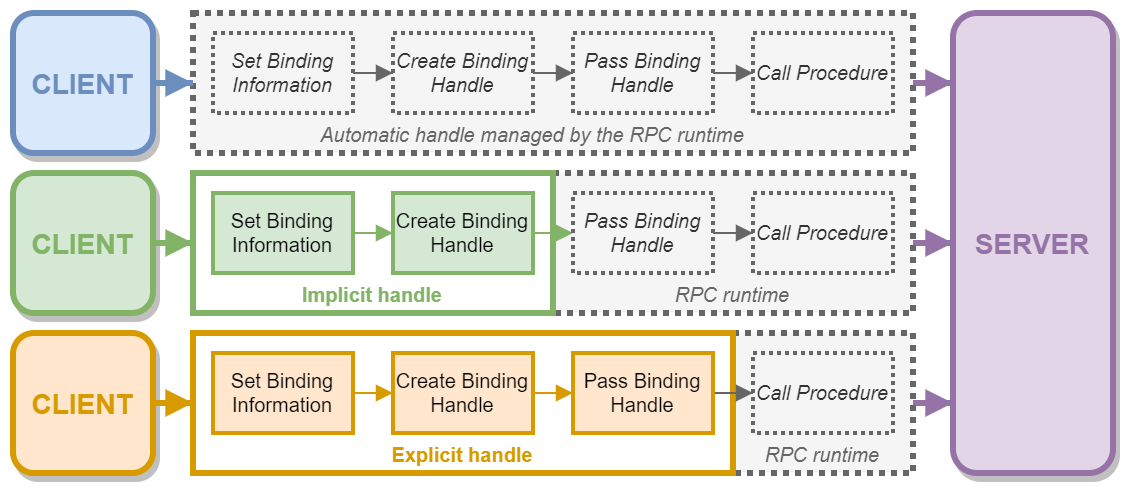 CLIENT
Set Binding
Information
Create Binding
Handle
Pass Binding
Handle
Call Procedure
Automatic handle managed by the RPC runtime
CLIENT
Set Binding
Information
Create Binding
Handle
Pass Binding
Handle
Call Procedure
Implicit handle
RPC runtime
SERVER
CLIENT
Set Binding
Information
Create Binding
Handle
Pass Binding
Handle
Call Procedure
Explicit handle
RPC runtime